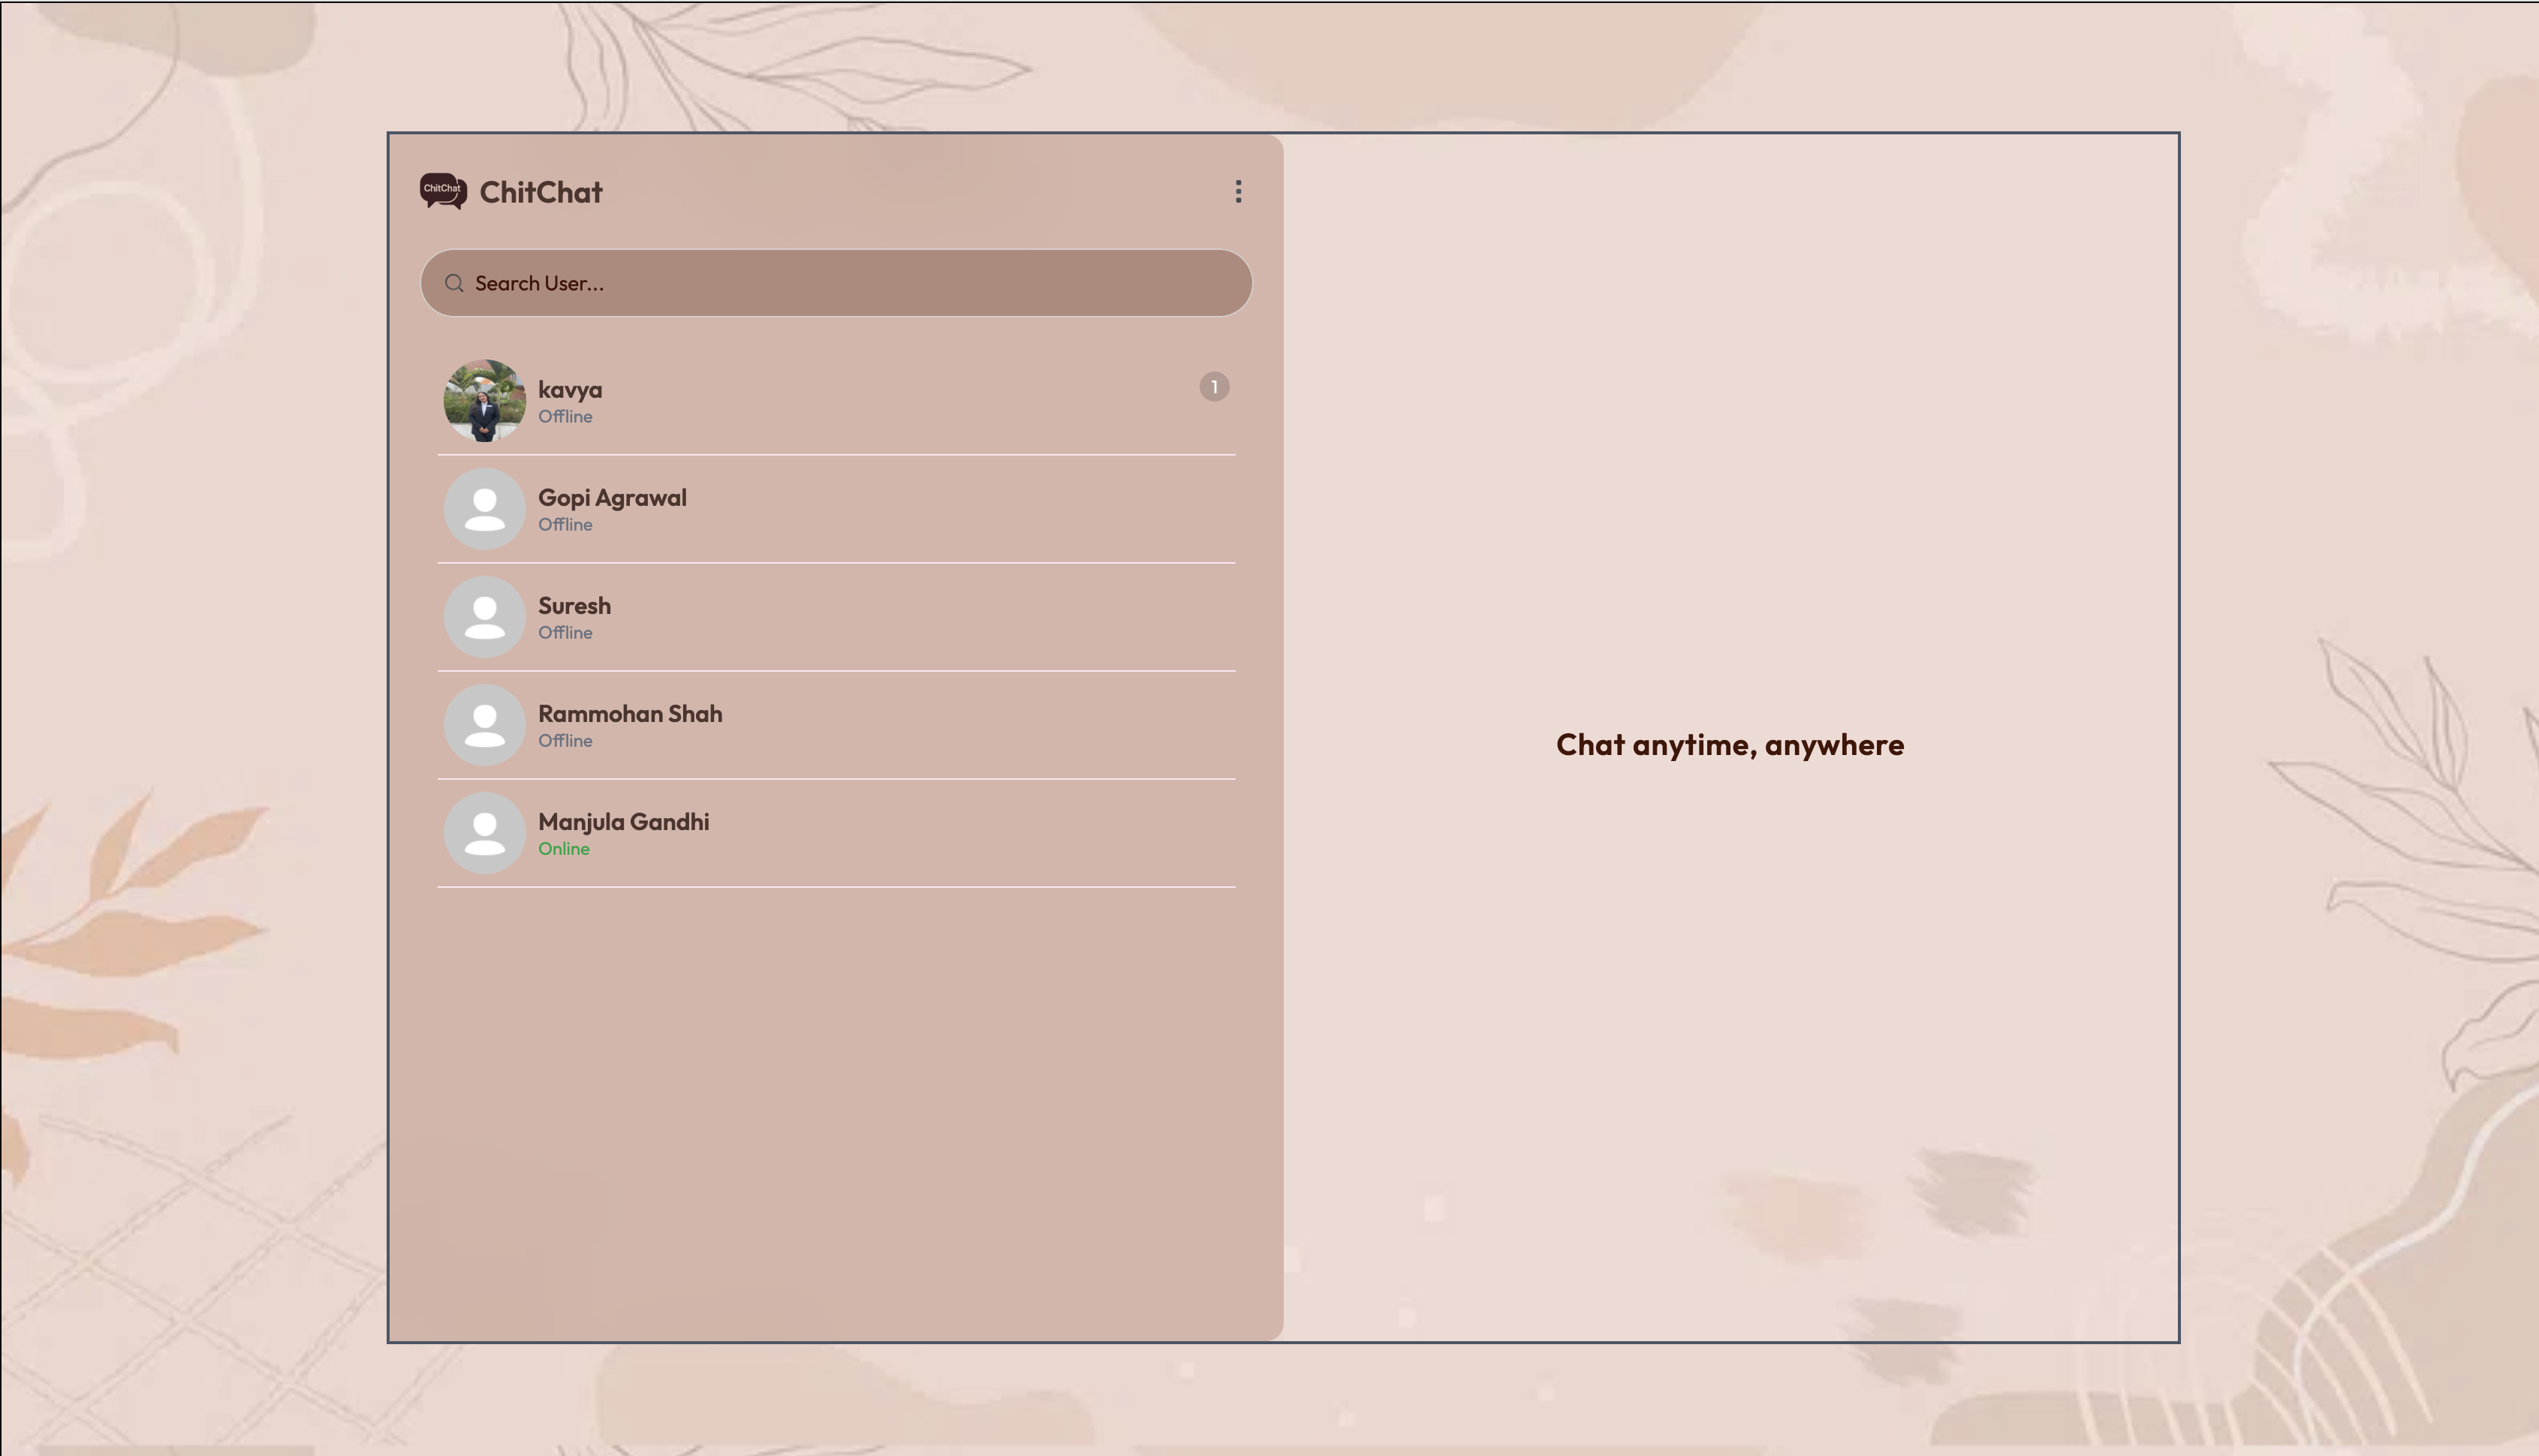 ChitChat
ChitChat
Search User...
kavya
Offline
1
Gopi Agrawal
Offline
Suresh
Offline
Rammohan Shah
Offline
Manjula Gandhi
Online
Chat anytime, anywhere